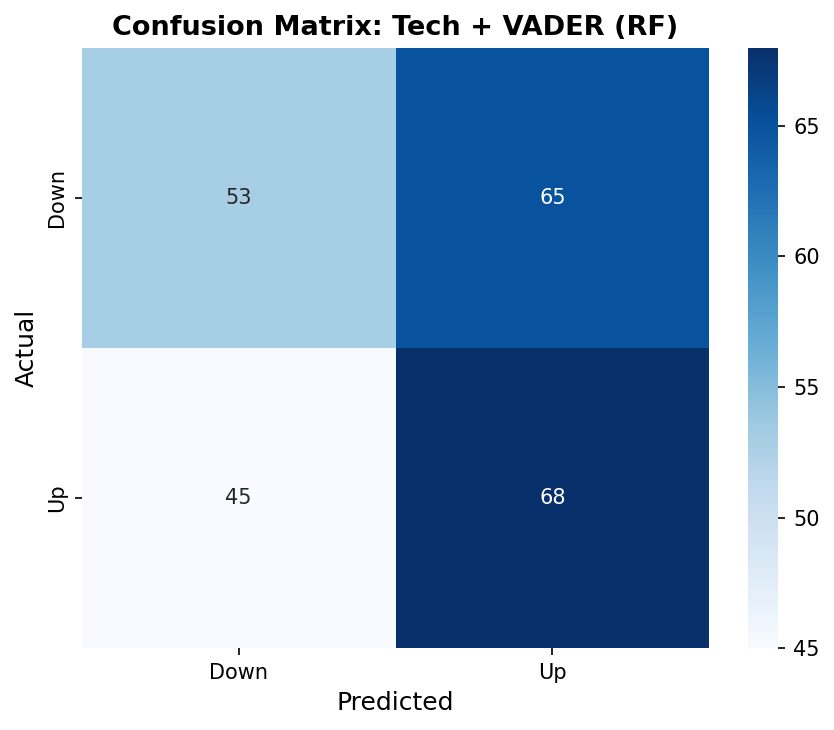 Confusion Matrix: Tech + VADER (RF)
Actual
Down
Up
53
65
45
68
Down
Up
Predicted
65
60
55
50
45